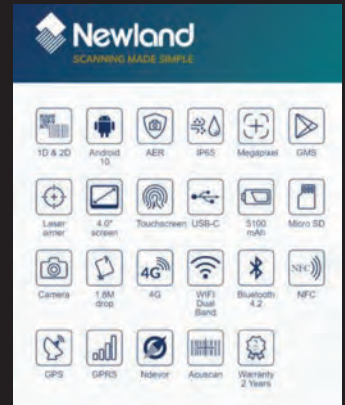 Newland
SCANNING MADE SIMPLE
1D & 2D
Android
10
AER
IP65
Megapixel
GMS
Laser
aimer
4.0"
screen
Touchscreen
USB-C
5100
mAh
Micro SD
Camera
1.8M
drop
4G
4G
WIFI
Dual
Band
Bluetooth
4.2
NFC
NFC
GPS
GPRS
Ndevor
Acuscan
Warranty
2 Years